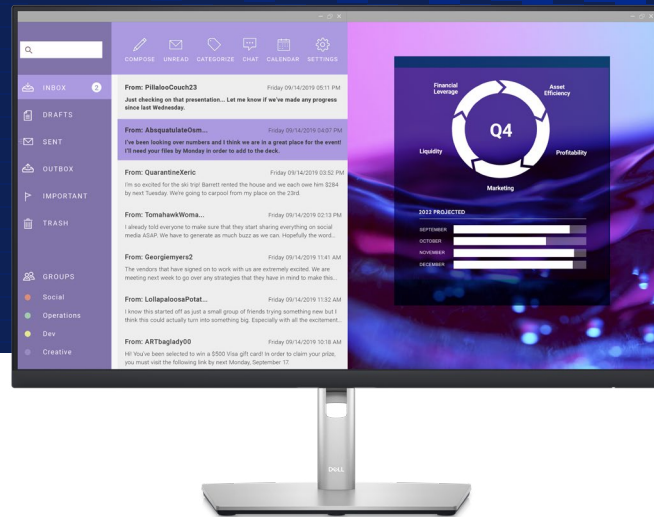 COMPOSE UNREAD CATEGORIZE CHAT CALENDAR SETTINGS
INBOX 2
DRAFTS
SENT
OUTBOX
IMPORTANT
TRASH
GROUPS
Social
Operations
Dev
Creative
From: PillalooCouch23 Friday 09/14/2019 05:11 PM
Just checking on that presentation... Let me know if we've made any progress
since last Wednesday.
From: AbsquatulateOsm... Friday 09/14/2019 04:57 PM
I've been looking over numbers and I think we are in a great place for the event!
I'll need your files by Monday in order to add to the deck.
From: QuarantineXeric Friday 09/14/2019 03:52 PM
I'm so excited for the ski trip! Barrett rented the house and we each owe him $284
by next Tuesday. We're going to carpool from my place on the 23rd.
From: TomahawkWoma... Friday 09/14/2019 02:13 PM
I already told everyone to make sure that they start sharing everything on social
media ASAP. We have to generate as much buzz as we can. Hopefully the word...
From: Georgiemyers2 Friday 09/14/2019 11:41 AM
The vendors that have signed on to work with us are extremely excited. We are
meeting next week to go over any strategies that they have in mind to make this...
From: LollapaloosaPotat... Friday 09/14/2019 11:32 AM
I know this started off as just a small group of friends trying something new but I
think this could actually turn into something big. Especially with all the excitement...
From: ARTbaglady00 Friday 09/14/2019 10:18 AM
Hi! You've been selected to win a $500 Visa gift card! In order to claim your prize,
you must visit the following link by next Monday, September 17.
Financial
Leverage
Asset
Efficiency
Q4
Liquidity
Profitability
Marketing
2022 PROJECTED
SEPTEMBER
OCTOBER
NOVEMBER
DECEMBER
DELL